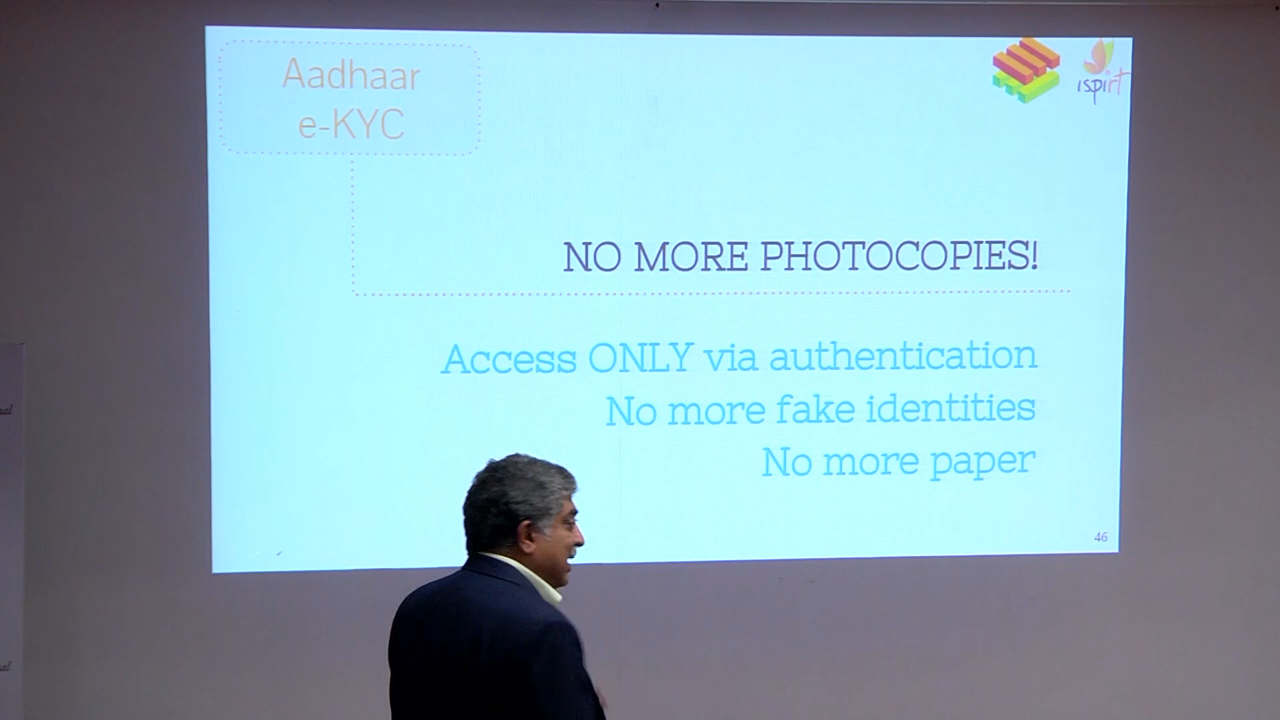 Aadhaar
e-KYC
ispirt
NO MORE PHOTOCOPIES!
Access ONLY via authentication
No more fake identities
No more paper
46